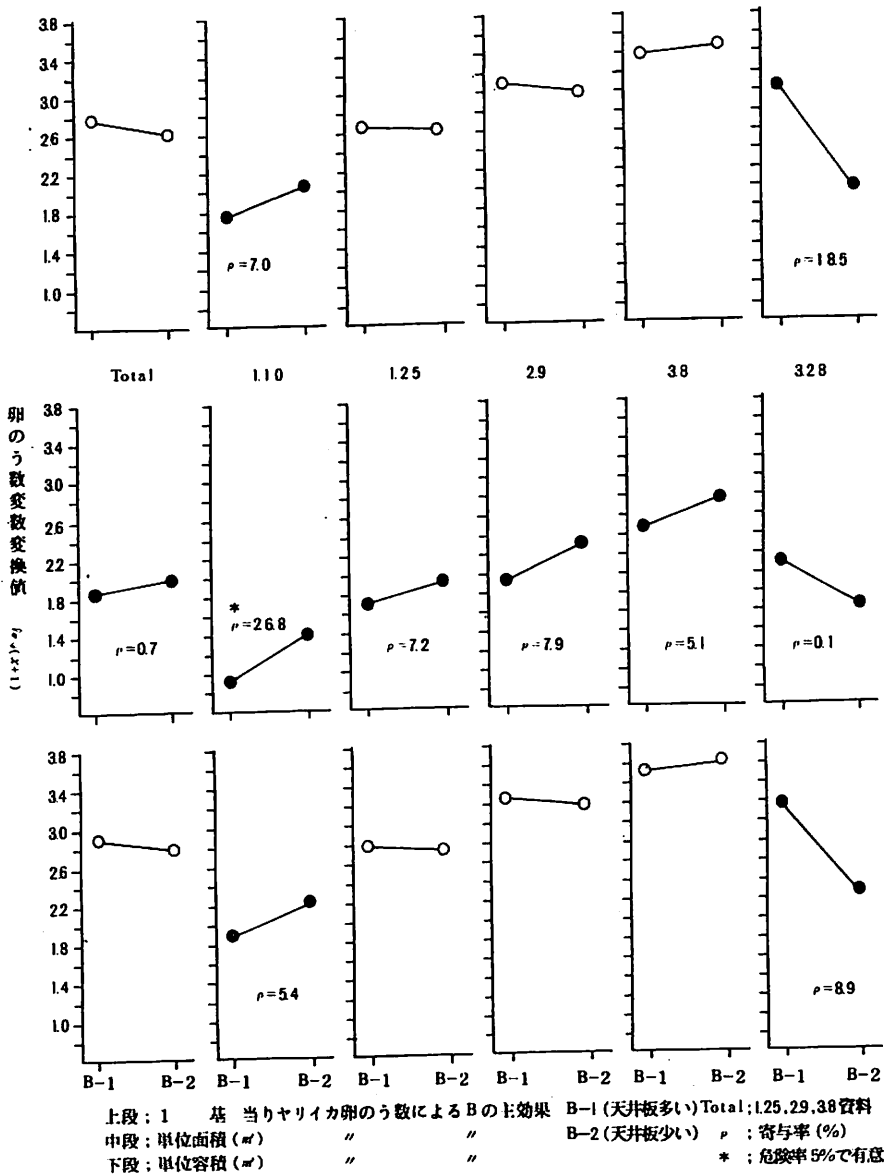 3.8
3.4
3.0
2.6
2.2
1.8
1.4
1.0
ρ=7.0
ρ=18.5
Total 1.10 1.25 2.9 3.8 3.28
卵のう数変数変換値
3.8
3.4
3.0
2.6
2.2
1.8
1.4
1.0
ρ=0.7
*
ρ=26.8
ρ=7.2
ρ=7.9
ρ=5.1
ρ=0.1
3.8
3.4
3.0
2.6
2.2
1.8
1.4
1.0
ρ=5.4
ρ=8.9
B-1 B-2 B-1 B-2 B-1 B-2 B-1 B-2 B-1 B-2 B-1 B-2
上段; 1 基 当りヤリイカ卵のう数によるBの主効果 B-1 (天井板多い) Total; 1.25, 2.9, 3.8資料
中段; 単位面積 (㎡) 〃 〃 B-2 (天井板少い) ρ ; 寄与率 (%)
下段; 単位容積 (㎥) 〃 〃 * ; 危険率5%で有意